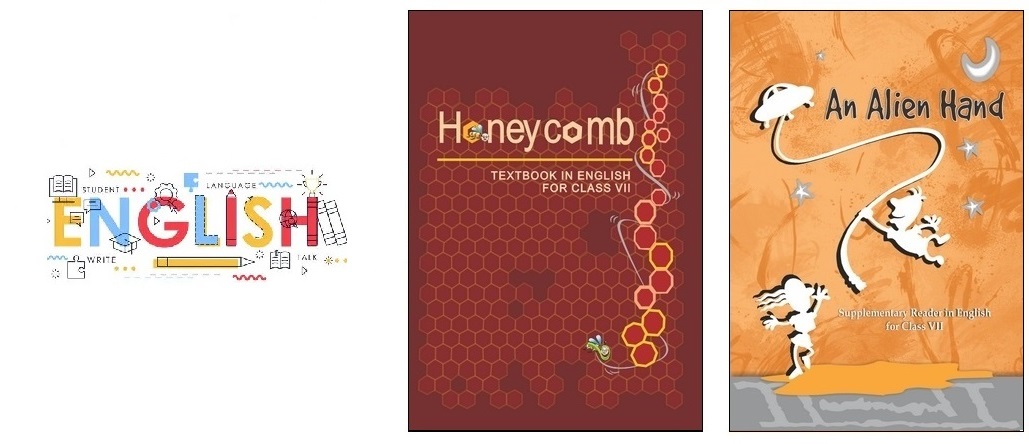 STUDENT
LANGUAGE
ENGLISH
WRITE
TALK
Honeycomb
TEXTBOOK IN ENGLISH
FOR CLASS VII
An Alien Hand
Supplementary Reader in English
for Class VII